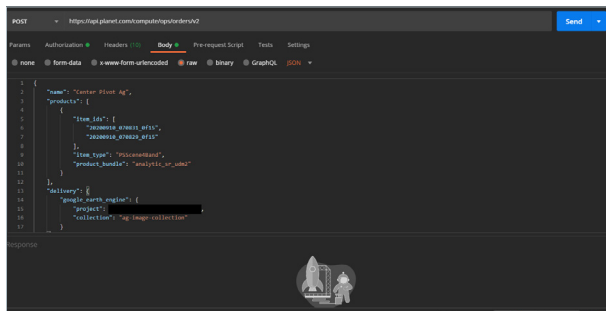 POST https://api.planet.com/compute/ops/orders/v2 Send
Params Authorization Headers (10) Body Pre-request Script Tests Settings
none form-data x-www-form-urlencoded raw binary GraphQL JSON
1 {
2 "name": "Center Pivot Ag",
3 "products": [
4 {
5 "item_ids": [
6 "20200910_070831_0f15",
7 "20200910_070829_0f15"
8 ],
9 "item_type": "PSScene4Band",
10 "product_bundle": "analytic_sr_udm2"
11 }
12 ],
13 "delivery": {
14 "google_earth_engine": {
15 "project": ,
16 "collection": "ag-image-collection"
17 }
Response